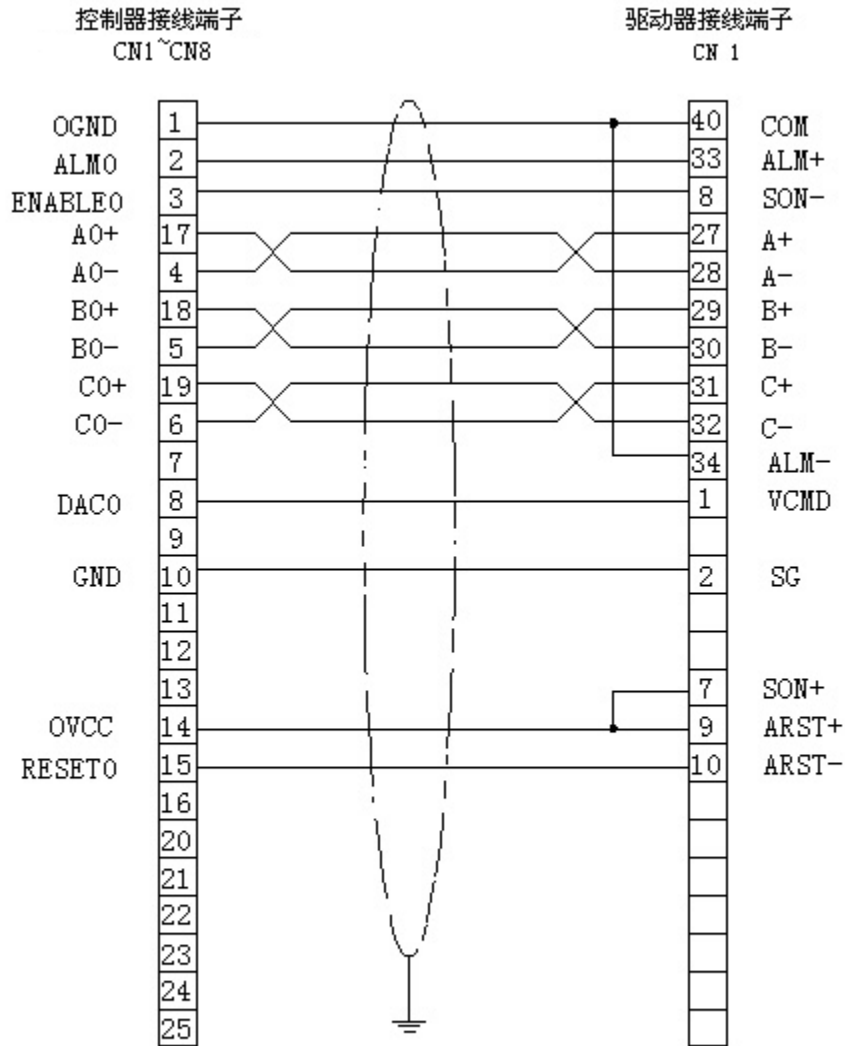 控制器接线端子
CN1~CN8
驱动器接线端子
CN 1
OGND 1 40 COM
ALM0 2 33 ALM+
ENABLE0 3 8 SON-
A0+ 17 27 A+
A0- 4 28 A-
B0+ 18 29 B+
B0- 5 30 B-
C0+ 19 31 C+
C0- 6 32 C-
7 34 ALM-
DAC0 8 1 VCMD
9
GND 10 2 SG
11
12
13 7 SON+
OVCC 14 9 ARST+
RESET0 15 10 ARST-
16
20
21
22
23
24
25